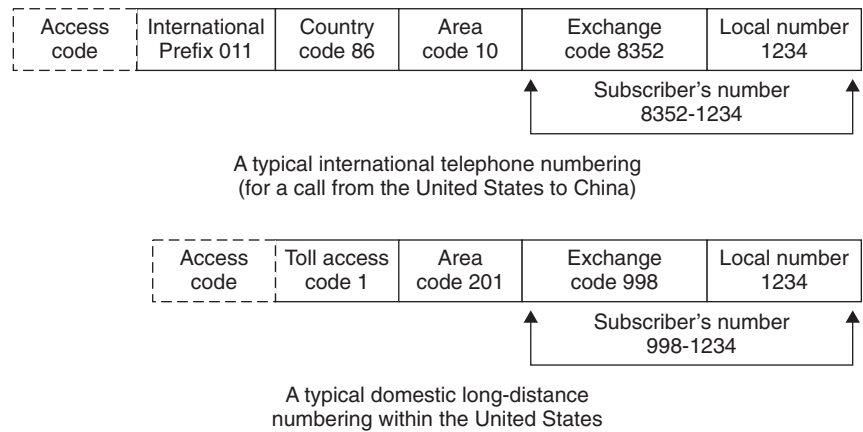 Access code
International Prefix 011
Country code 86
Area code 10
Exchange code 8352
Local number 1234
Subscriber's number
8352-1234
A typical international telephone numbering
(for a call from the United States to China)
Access code
Toll access code 1
Area code 201
Exchange code 998
Local number 1234
Subscriber's number
998-1234
A typical domestic long-distance
numbering within the United States